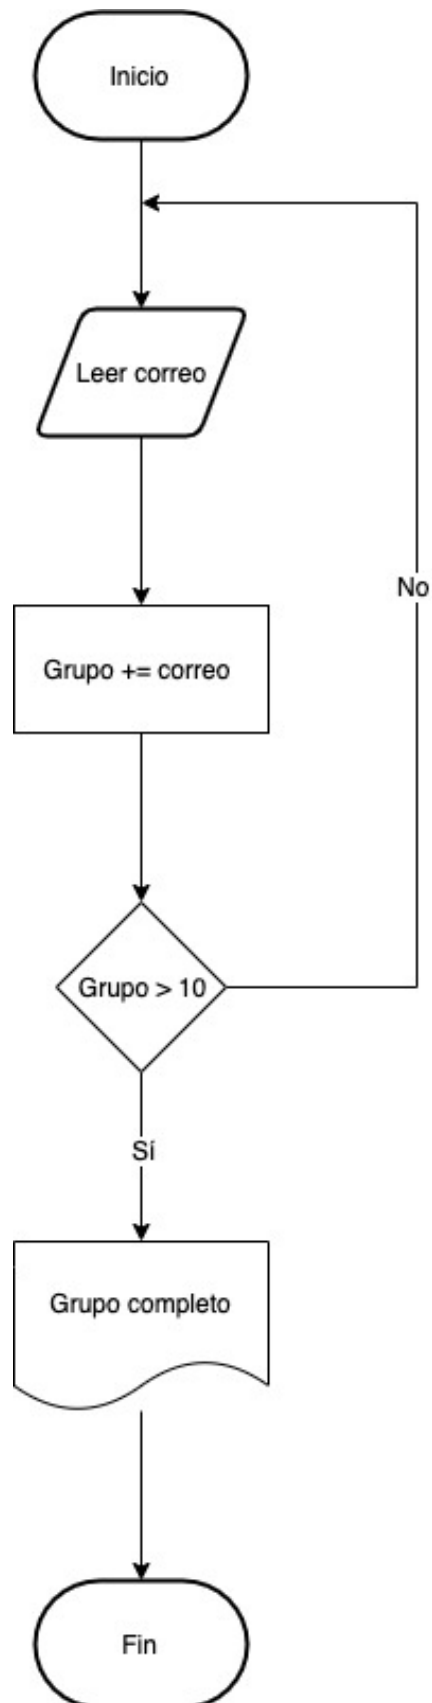 Inicio
Leer correo
No
Grupo += correo
Grupo > 10
Sí
Grupo completo
Fin